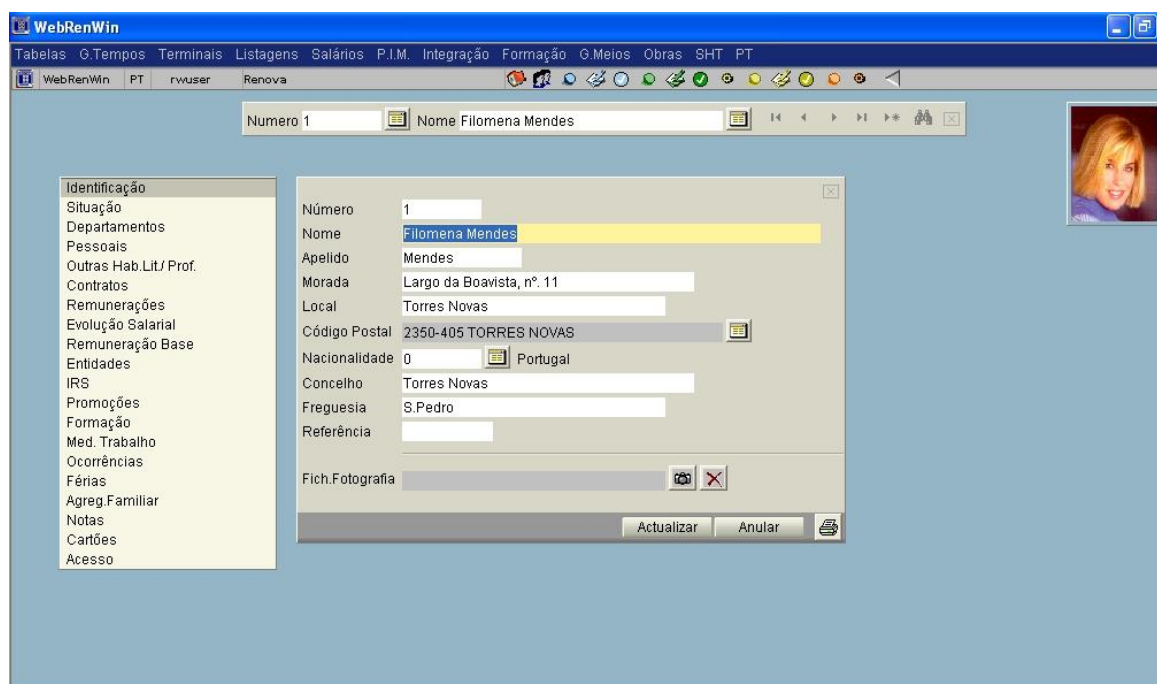 WebRenWin
Tabelas G.Tempos Terminais Listagens Salários P.I.M. Integração Formação G.Meios Obras SHT PT
WebRenWin PT rwuser Renova
Numero 1 Nome Filomena Mendes
Identificação
Situação
Departamentos
Pessoais
Outras Hab.Lit./ Prof.
Contratos
Remunerações
Evolução Salarial
Remuneração Base
Entidades
IRS
Promoções
Formação
Med. Trabalho
Ocorrências
Férias
Agreg.Familiar
Notas
Cartões
Acesso
Número 1
Nome Filomena Mendes
Apelido Mendes
Morada Largo da Boavista, nº. 11
Local Torres Novas
Código Postal 2350-405 TORRES NOVAS
Nacionalidade 0 Portugal
Concelho Torres Novas
Freguesia S.Pedro
Referência
Fich.Fotografia
Actualizar Anular